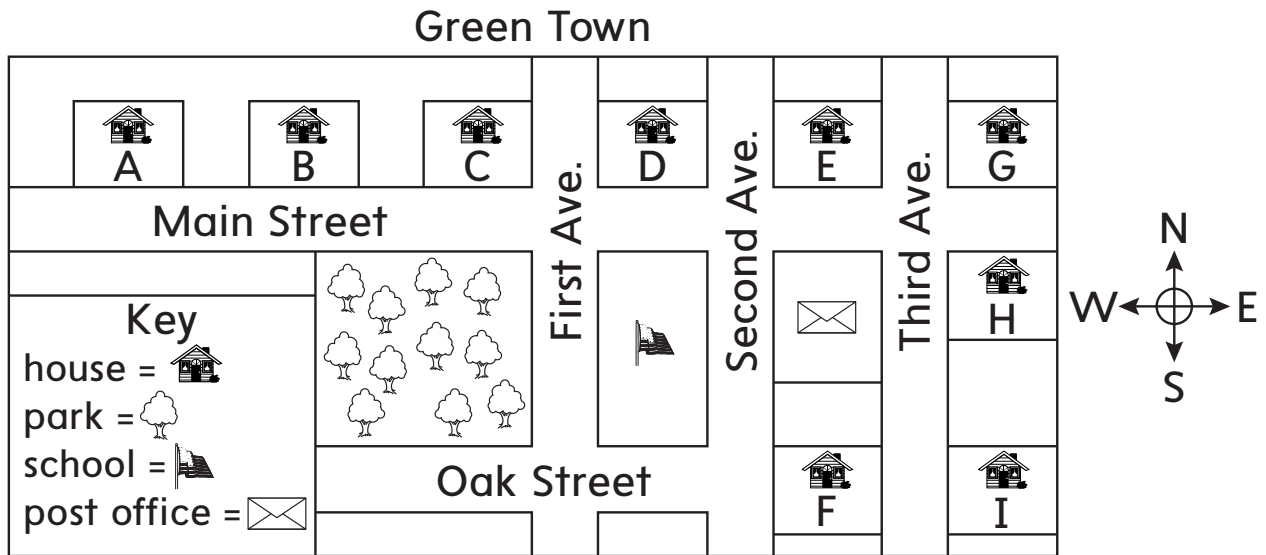 Green Town
A B C D E G
Main Street
First Ave.
Second Ave.
Third Ave.
H
Key
house =
park =
school =
post office =
Oak Street
F I
N
W E
S